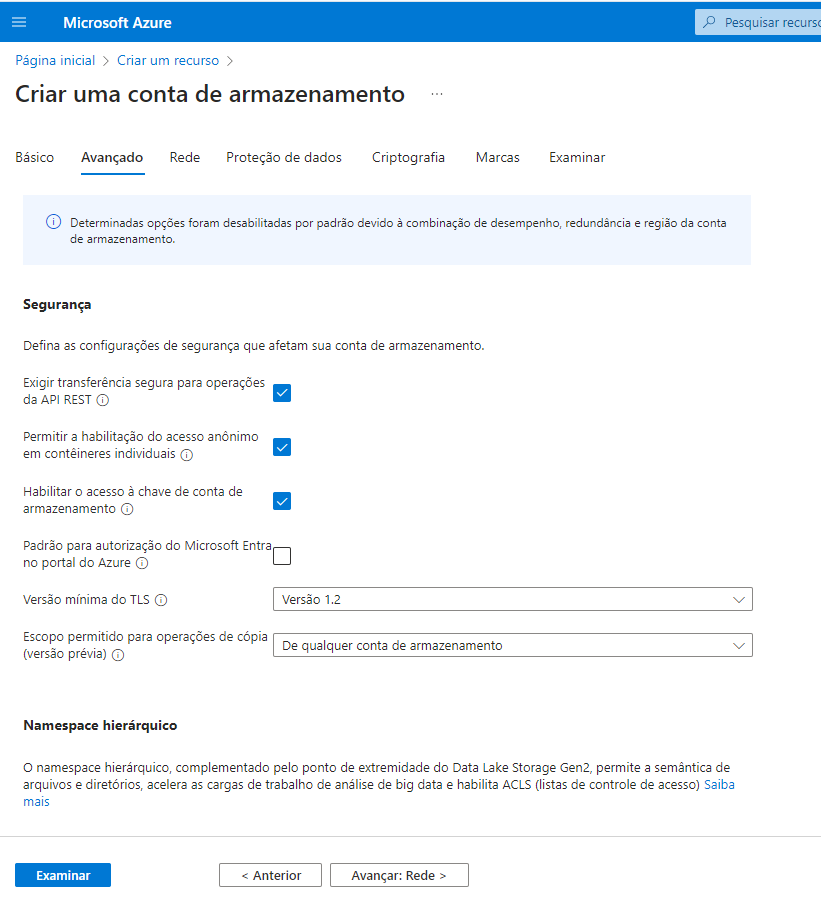 Microsoft Azure
Pesquisar recurso
Página inicial > Criar um recurso >
Criar uma conta de armazenamento ...
Básico Avançado Rede Proteção de dados Criptografia Marcas Examinar
Determinadas opções foram desabilitadas por padrão devido à combinação de desempenho, redundância e região da conta
de armazenamento.
Segurança
Defina as configurações de segurança que afetam sua conta de armazenamento.
Exigir transferência segura para operações
da API REST
Permitir a habilitação do acesso anônimo
em contêineres individuais
Habilitar o acesso à chave de conta de
armazenamento
Padrão para autorização do Microsoft Entra
no portal do Azure
Versão mínima do TLS
Versão 1.2
Escopo permitido para operações de cópia
(versão prévia)
De qualquer conta de armazenamento
Namespace hierárquico
O namespace hierárquico, complementado pelo ponto de extremidade do Data Lake Storage Gen2, permite a semântica de
arquivos e diretórios, acelera as cargas de trabalho de análise de big data e habilita ACLS (listas de controle de acesso) Saiba
mais
Examinar
< Anterior
Avançar: Rede >